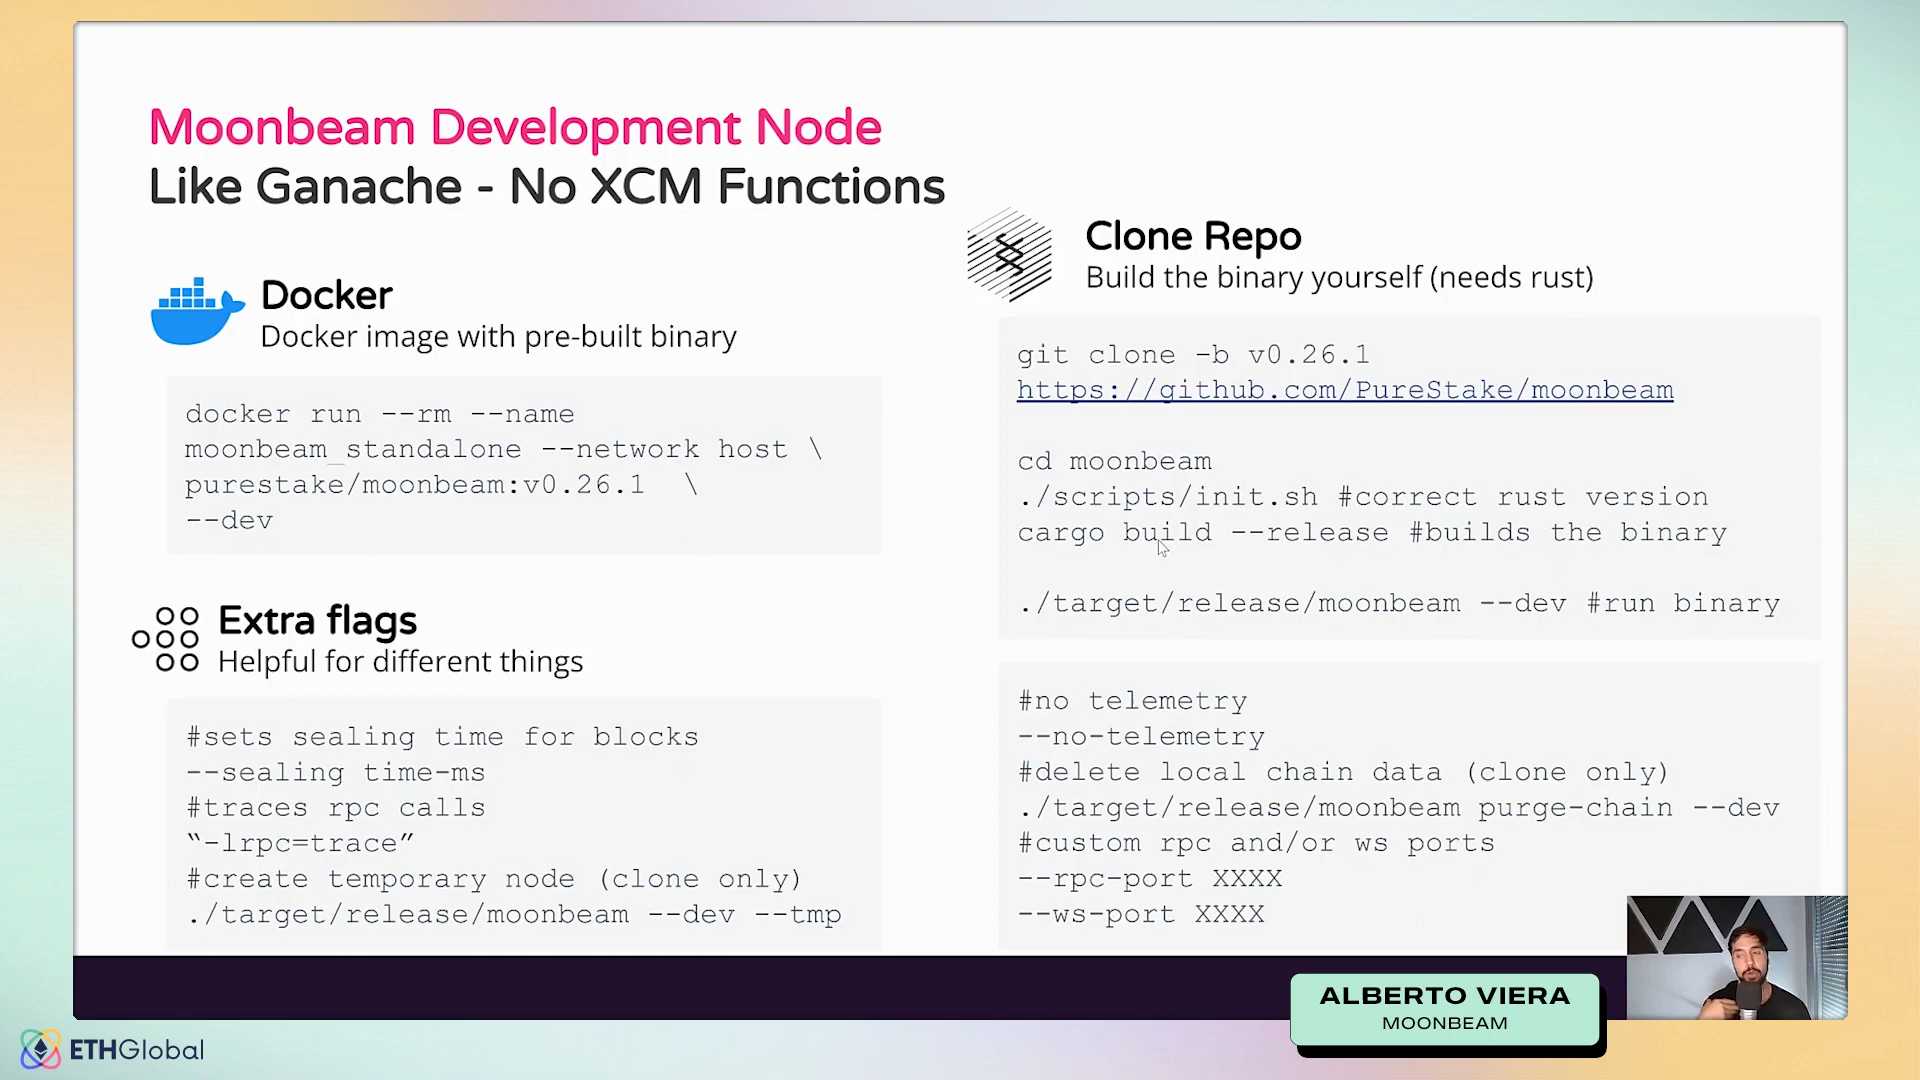 Moonbeam Development Node
Like Ganache - No XCM Functions
Docker
Docker image with pre-built binary
docker run --rm --name
moonbeam_standalone --network host \
purestake/moonbeam:v0.26.1  \
--dev
Extra flags
Helpful for different things
#sets sealing time for blocks
--sealing time-ms
#traces rpc calls
“-lrpc=trace”
#create temporary node (clone only)
./target/release/moonbeam --dev --tmp
Clone Repo
Build the binary yourself (needs rust)
git clone -b v0.26.1
https://github.com/PureStake/moonbeam
cd moonbeam
./scripts/init.sh #correct rust version
cargo build --release #builds the binary
./target/release/moonbeam --dev #run binary
#no telemetry
--no-telemetry
#delete local chain data (clone only)
./target/release/moonbeam purge-chain --dev
#custom rpc and/or ws ports
--rpc-port XXXX
--ws-port XXXX
ALBERTO VIERA
MOONBEAM
ETHGlobal